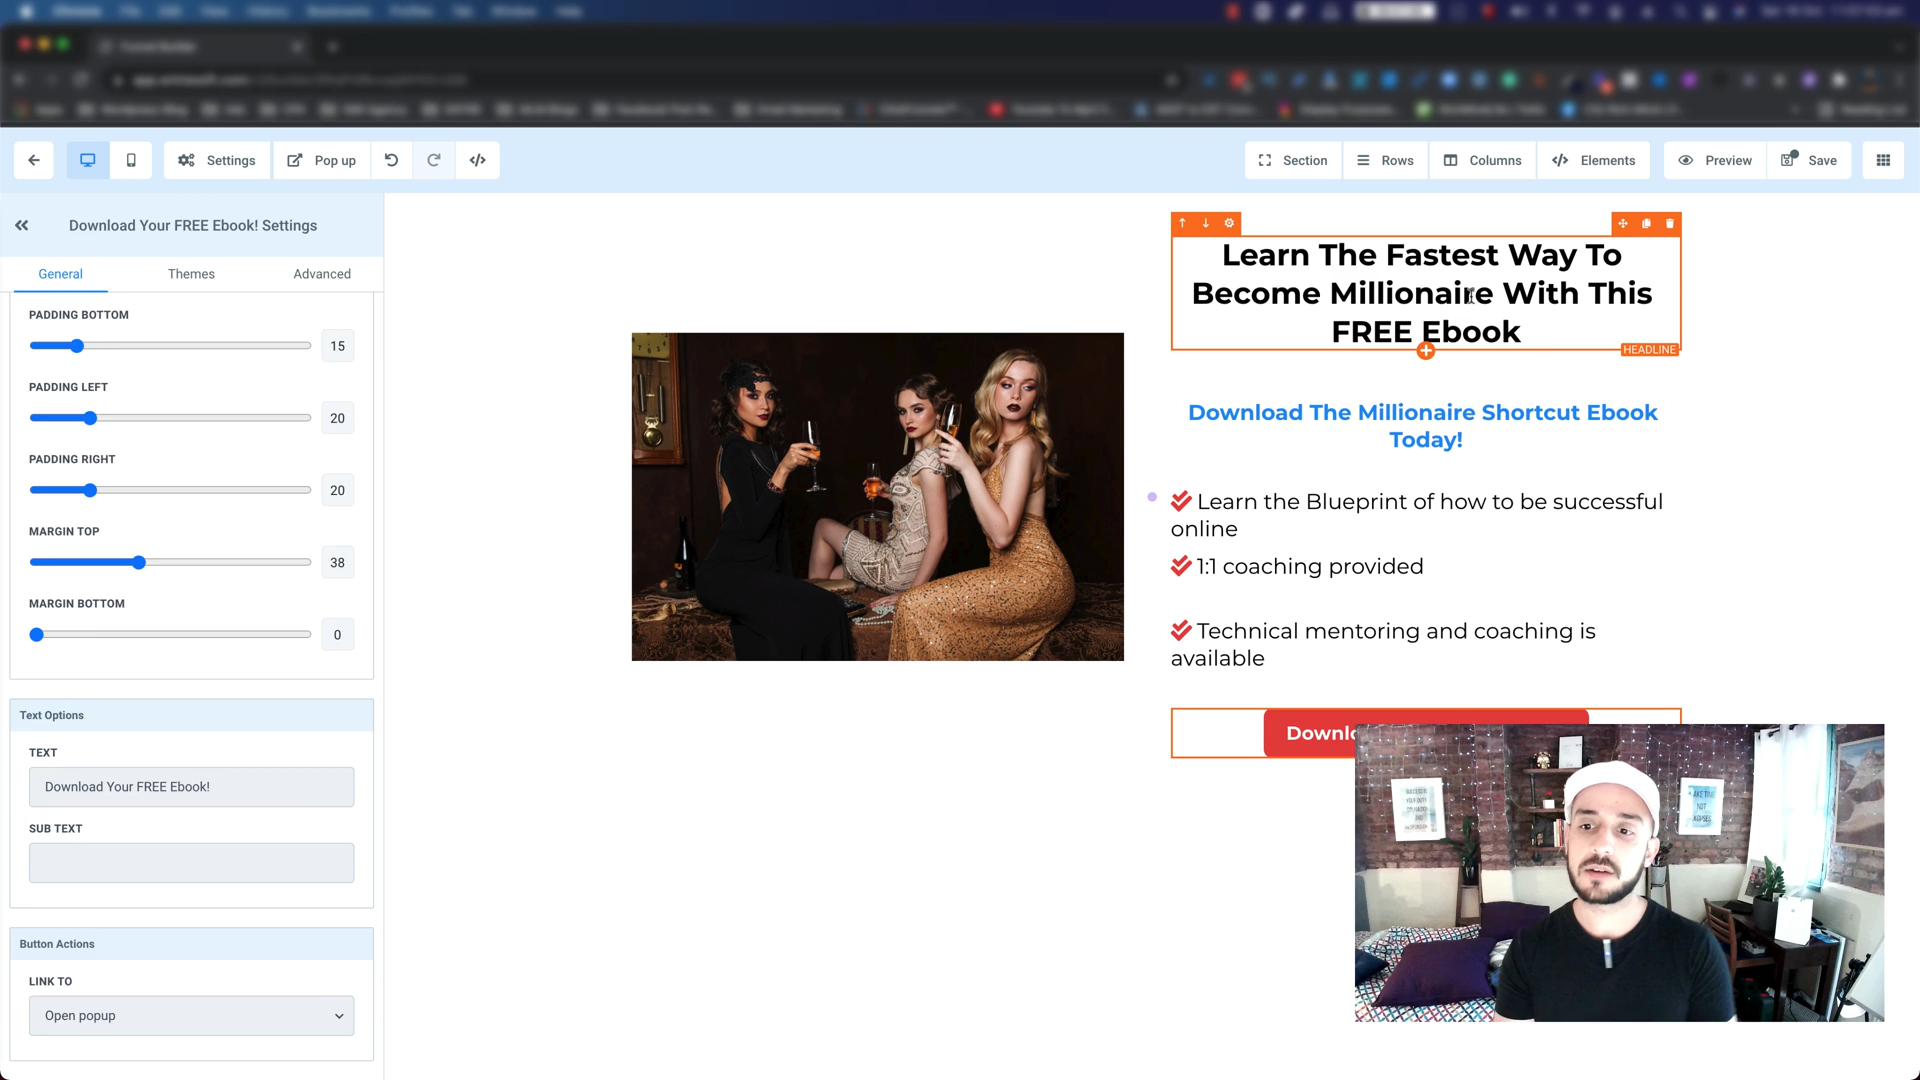 Settings
Pop up
Section
Rows
Columns
Elements
Preview
Save
Download Your FREE Ebook! Settings
General
Themes
Advanced
PADDING BOTTOM
15
PADDING LEFT
20
PADDING RIGHT
20
MARGIN TOP
38
MARGIN BOTTOM
0
Text Options
TEXT
Download Your FREE Ebook!
SUB TEXT
Button Actions
LINK TO
Open popup
Learn The Fastest Way To
Become Millionaire With This
FREE Ebook
HEADLINE
Download The Millionaire Shortcut Ebook
Today!
Learn the Blueprint of how to be successful
online
1:1 coaching provided
Technical mentoring and coaching is
available
Downlo